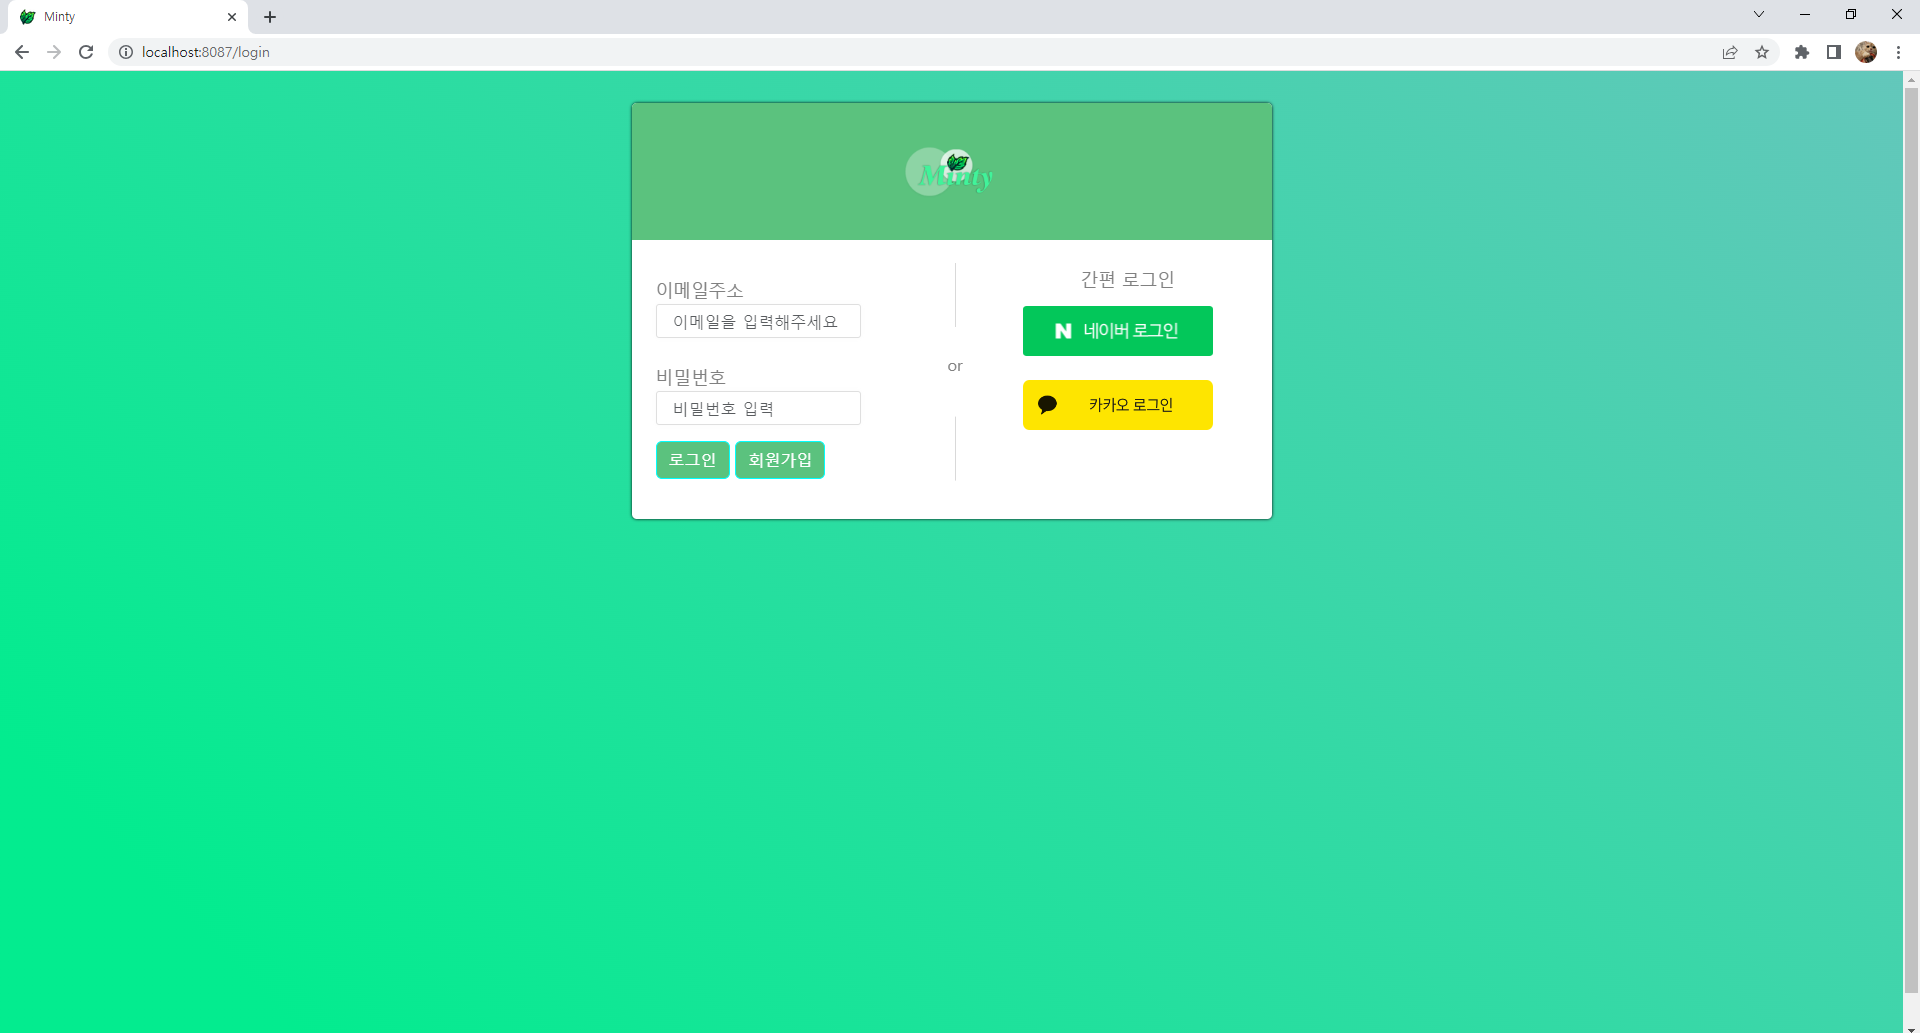 Minty
localhost:8087/login
Minty
이메일주소
이메일을 입력해주세요
비밀번호
비밀번호 입력
로그인 회원가입
or
간편 로그인
N 네이버 로그인
카카오 로그인